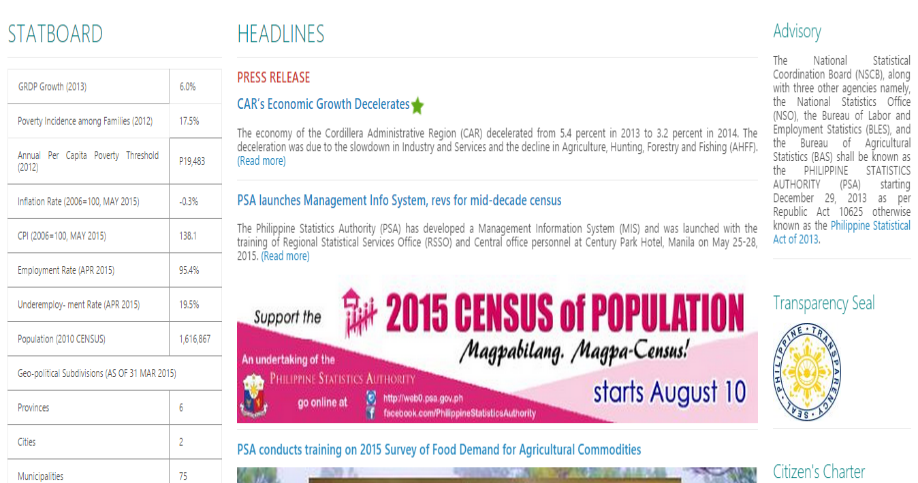 STATBOARD
GRDP Growth (2013) 6.0%
Poverty Incidence among Families (2012) 17.5%
Annual Per Capita Poverty Threshold
(2012) P19,483
Inflation Rate (2006=100, MAY 2015) -0.3%
CPI (2006=100, MAY 2015) 138.1
Employment Rate (APR 2015) 95.4%
Underemploy- ment Rate (APR 2015) 19.5%
Population (2010 CENSUS) 1,616,867
Geo-political Subdivisions (AS OF 31 MAR 2015)
Provinces 6
Cities 2
Municipalities 75
HEADLINES
PRESS RELEASE
CAR's Economic Growth Decelerates
The economy of the Cordillera Administrative Region (CAR) decelerated from 5.4 percent in 2013 to 3.2 percent in 2014. The
deceleration was due to the slowdown in Industry and Services and the decline in Agriculture, Hunting, Forestry and Fishing (AHFF).
(Read more)
PSA launches Management Info System, revs for mid-decade census
The Philippine Statistics Authority (PSA) has developed a Management Information System (MIS) and was launched with the
training of Regional Statistical Services Office (RSSO) and Central office personnel at Century Park Hotel, Manila on May 25-28,
2015. (Read more)
Support the
2015 CENSUS of POPULATION
Magpabilang. Magpa-Census!
An undertaking of the
PHILIPPINE STATISTICS AUTHORITY
go online at
http://web0.psa.gov.ph
facebook.com/PhilippineStatisticsAuthority
starts August 10
PSA conducts training on 2015 Survey of Food Demand for Agricultural Commodities
Advisory
The National Statistical
Coordination Board (NSCB), along
with three other agencies namely,
the National Statistics Office
(NSO), the Bureau of Labor and
Employment Statistics (BLES), and
the Bureau of Agricultural
Statistics (BAS) shall be known as
the PHILIPPINE STATISTICS
AUTHORITY (PSA) starting
December 29, 2013 as per
Republic Act 10625 otherwise
known as the Philippine Statistical
Act of 2013.
Transparency Seal
PHILIPPINE TRANSPARENCY SEAL
Citizen's Charter